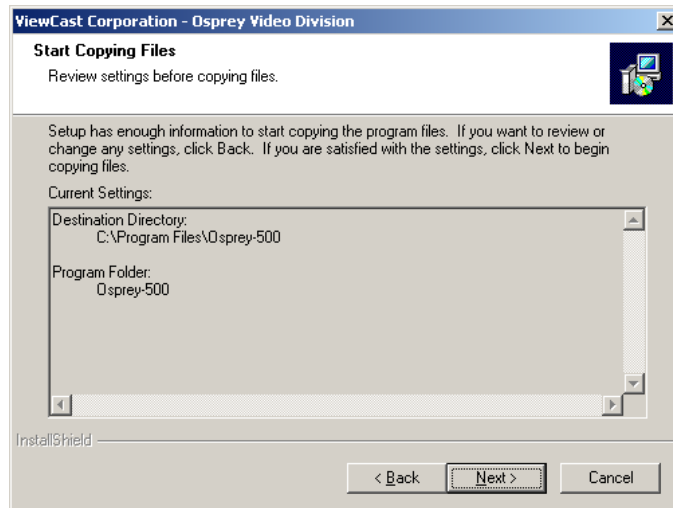 ViewCast Corporation - Osprey Video Division
Start Copying Files
Review settings before copying files.
Setup has enough information to start copying the program files.  If you want to review or
change any settings, click Back.  If you are satisfied with the settings, click Next to begin
copying files.
Current Settings:
Destination Directory:
C:\Program Files\Osprey-500
Program Folder:
Osprey-500
InstallShield
< Back
Next >
Cancel